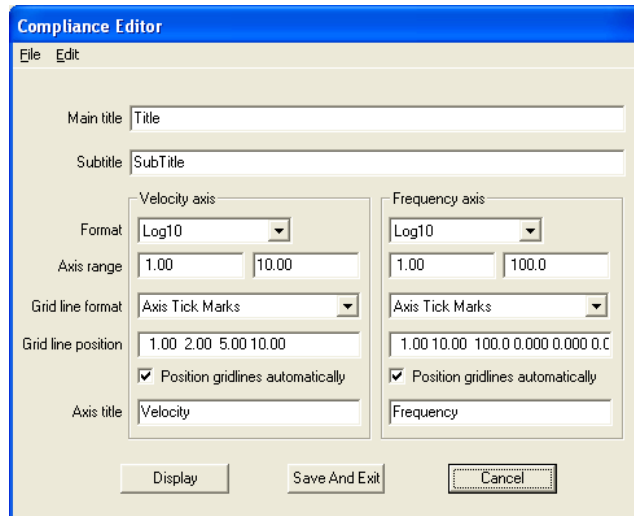 Compliance Editor
File Edit
Main title Title
Subtitle SubTitle
Velocity axis Frequency axis
Format Log10 Log10
Axis range 1.00 10.00 1.00 100.0
Grid line format Axis Tick Marks Axis Tick Marks
Grid line position 1.00 2.00 5.00 10.00 1.00 10.00 100.0 0.000 0.000 0.0
Position gridlines automatically Position gridlines automatically
Axis title Velocity Frequency
Display Save And Exit Cancel